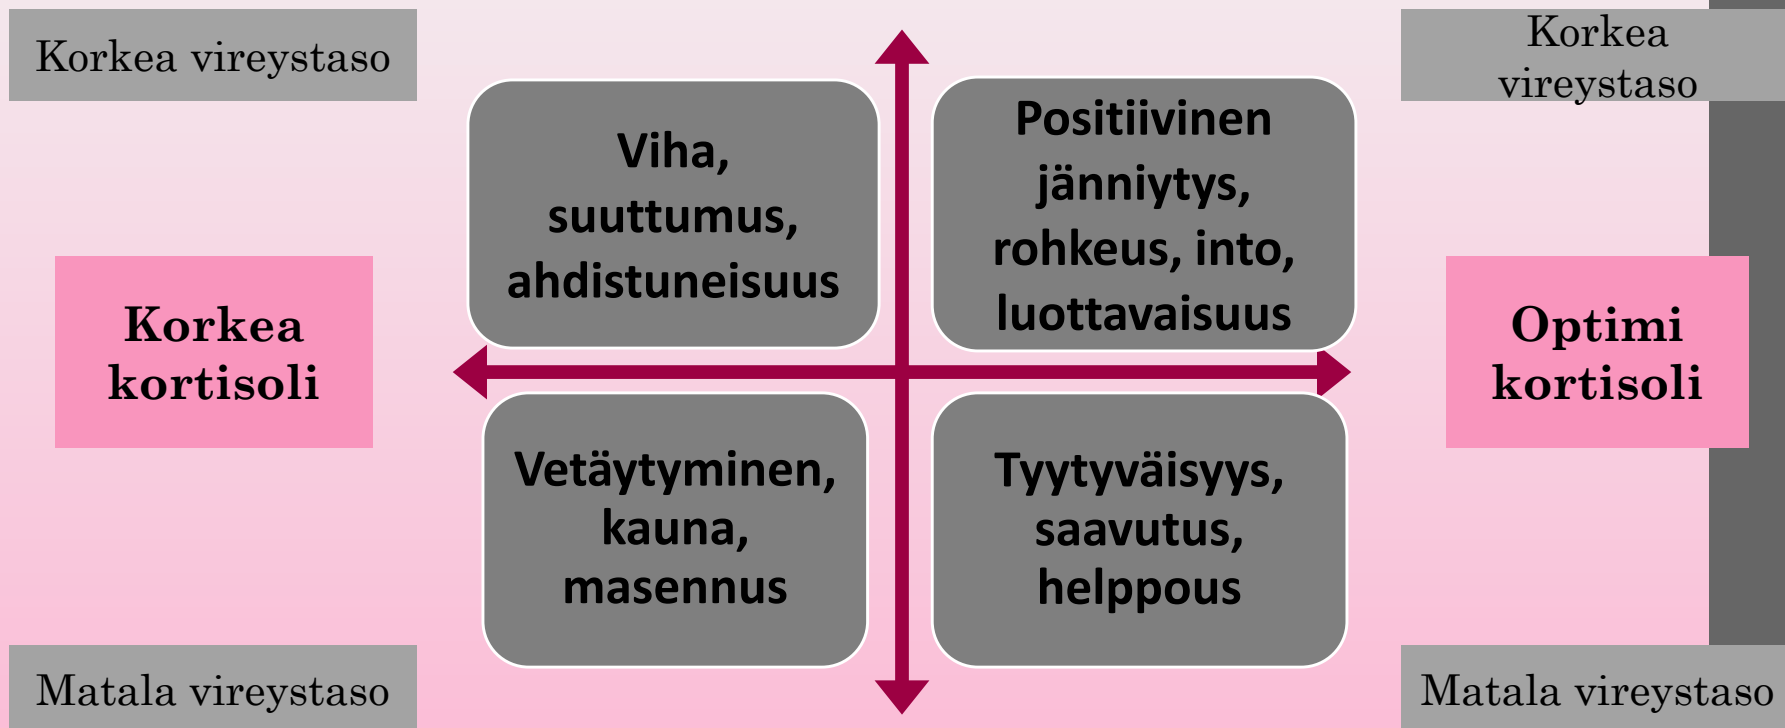 Korkea vireystaso
Korkea
vireystaso
Viha,
suuttumus,
ahdistuneisuus
Positiivinen
jänniytys,
rohkeus, into,
luottavaisuus
Korkea
kortisoli
Optimi
kortisoli
Vetäytyminen,
kauna,
masennus
Tyytyväisyys,
saavutus,
helppous
Matala vireystaso
Matala vireystaso